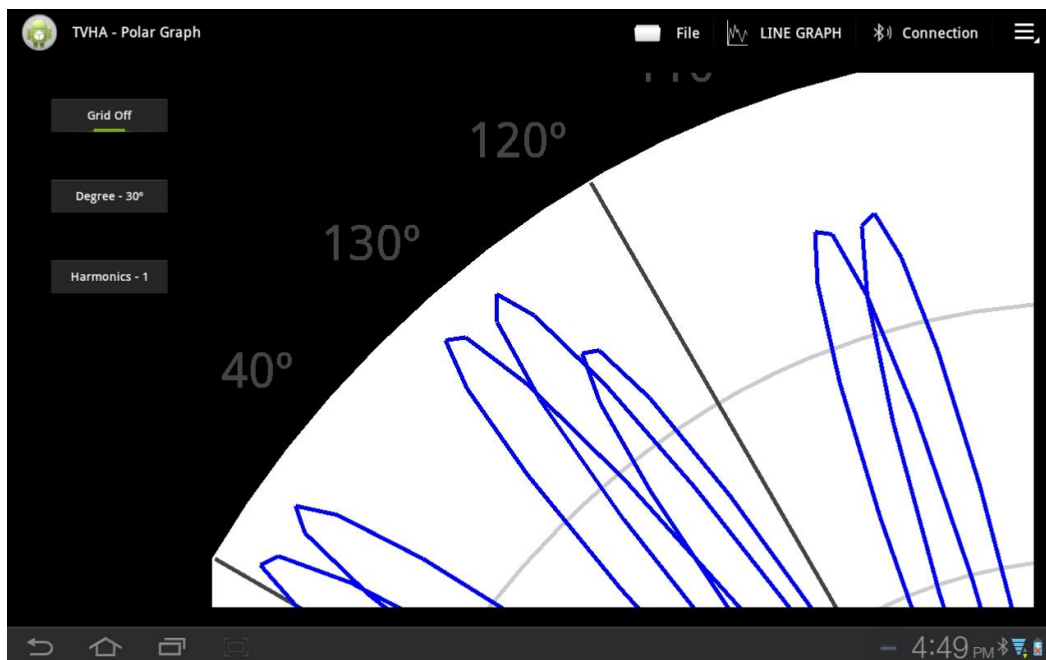 TVHA - Polar Graph
File
LINE GRAPH
Connection
Grid Off
Degree - 30º
Harmonics - 1
120º
130º
40º
4:49 PM